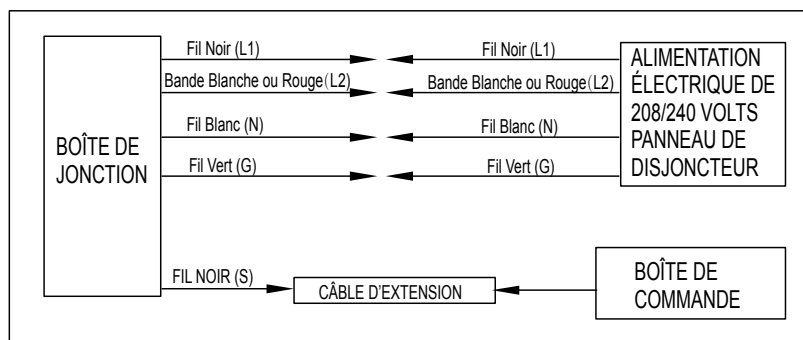 Fil Noir (L1)
Fil Noir (L1)
Bande Blanche ou Rouge(L2)
Bande Blanche ou Rouge(L2)
Fil Blanc (N)
Fil Blanc (N)
Fil Vert (G)
Fil Vert (G)
BOÎTE DE
JONCTION
ALIMENTATION
ÉLECTRIQUE DE
208/240 VOLTS
PANNEAU DE
DISJONCTEUR
FIL NOIR (S)
CÂBLE D'EXTENSION
BOÎTE DE
COMMANDE